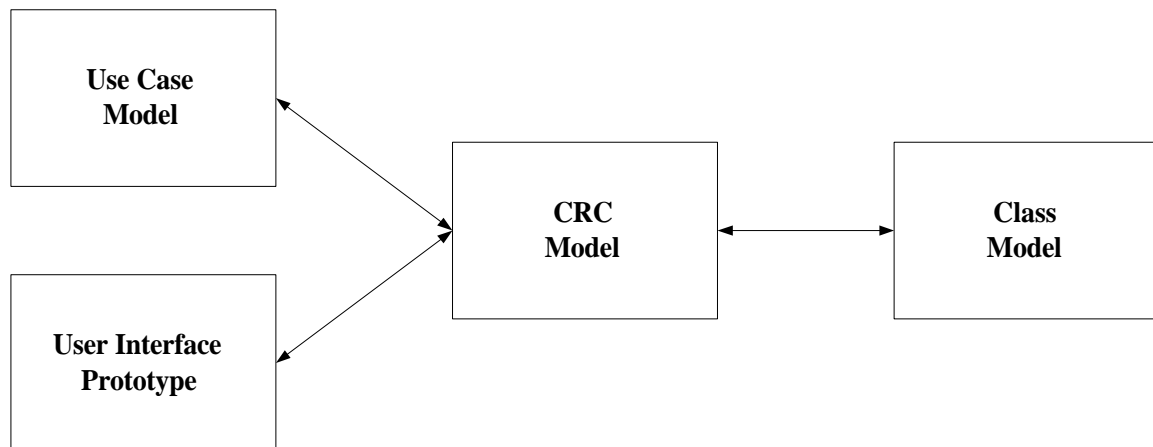 Use Case
Model
CRC
Model
Class
Model
User Interface
Prototype